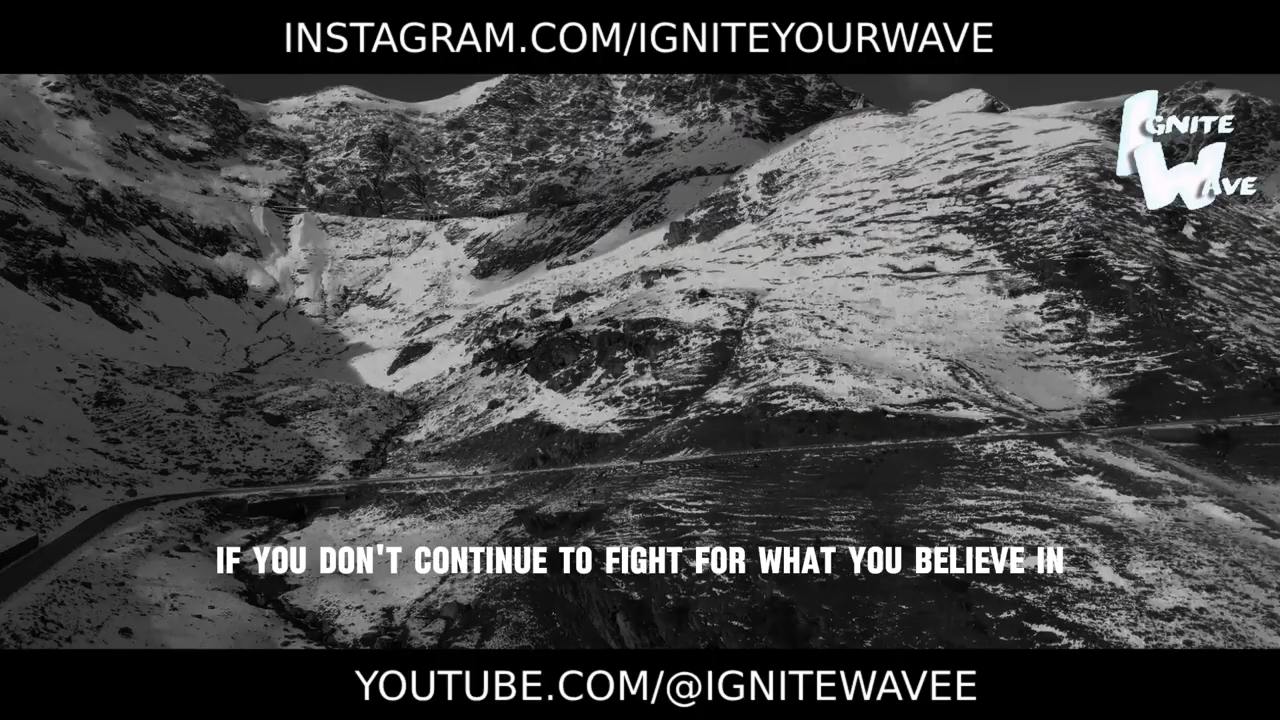 INSTAGRAM.COM/IGNITEYOURWAVE
IGNITE
WAVE
IF YOU DON'T CONTINUE TO FIGHT FOR WHAT YOU BELIEVE IN
YOUTUBE.COM/@IGNITEWAVEE